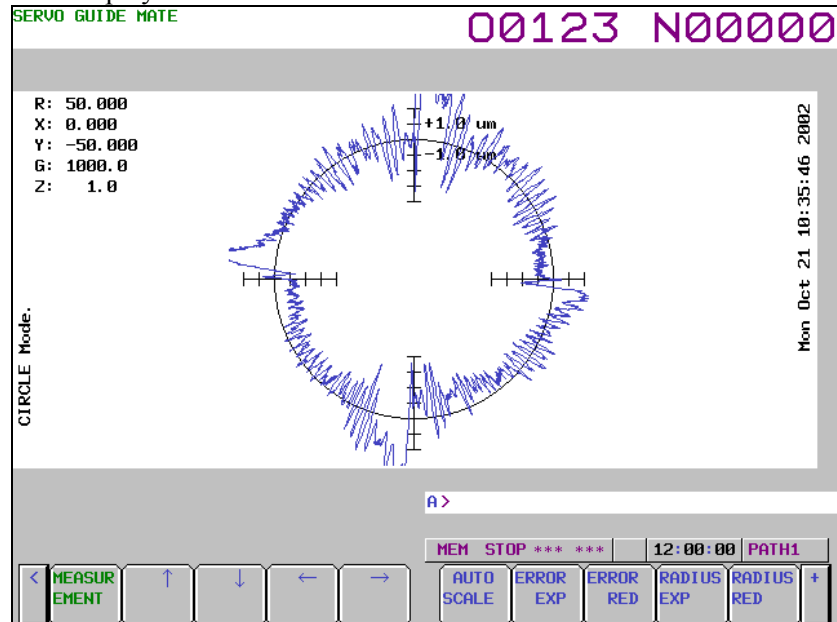 SERVO GUIDE MATE
O0123 N00000
R: 50.000
X: 0.000
Y: -50.000
G: 1000.0
Z: 1.0
+1.0 um
-1.0 um
Mon Oct 21 10:35:46 2002
CIRCLE Mode.
A>
MEM STOP *** *** 12:00:00 PATH1
< MEASUREMENT ↑ ↓ ← → AUTO SCALE ERROR EXP ERROR RED RADIUS EXP RADIUS RED +